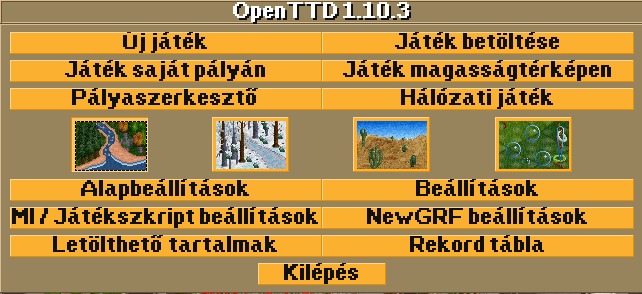 OpenTTD 1.10.3
Új játék Játék betöltése
Játék saját pályán Játék magasságtérképen
Pályaszerkesztő Hálózati játék
Alapbeállítások Beállítások
MI / Játékszkript beállítások NewGRF beállítások
Letölthető tartalmak Rekord tábla
Kilépés